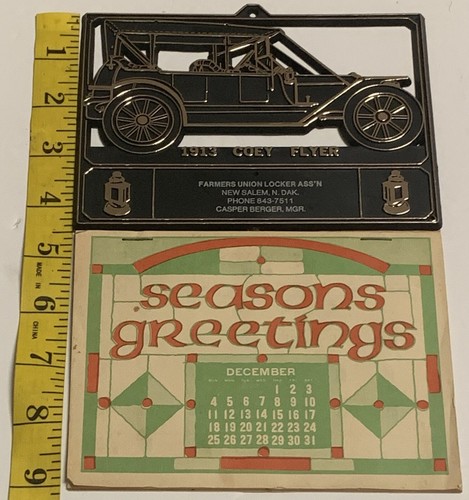 1913 COEY FLYER
FARMERS UNION LOCKER ASS'N
NEW SALEM, N. DAK.
PHONE 843-7511
CASPER BERGER, MGR.
seasons
greetings
DECEMBER
1 2 3
4 5 6 7 8 9 10
11 12 13 14 15 16 17
18 19 20 21 22 23 24
25 26 27 28 29 30 31
1
2
3
4
5
MADE IN
6
CHINA
7
8
9